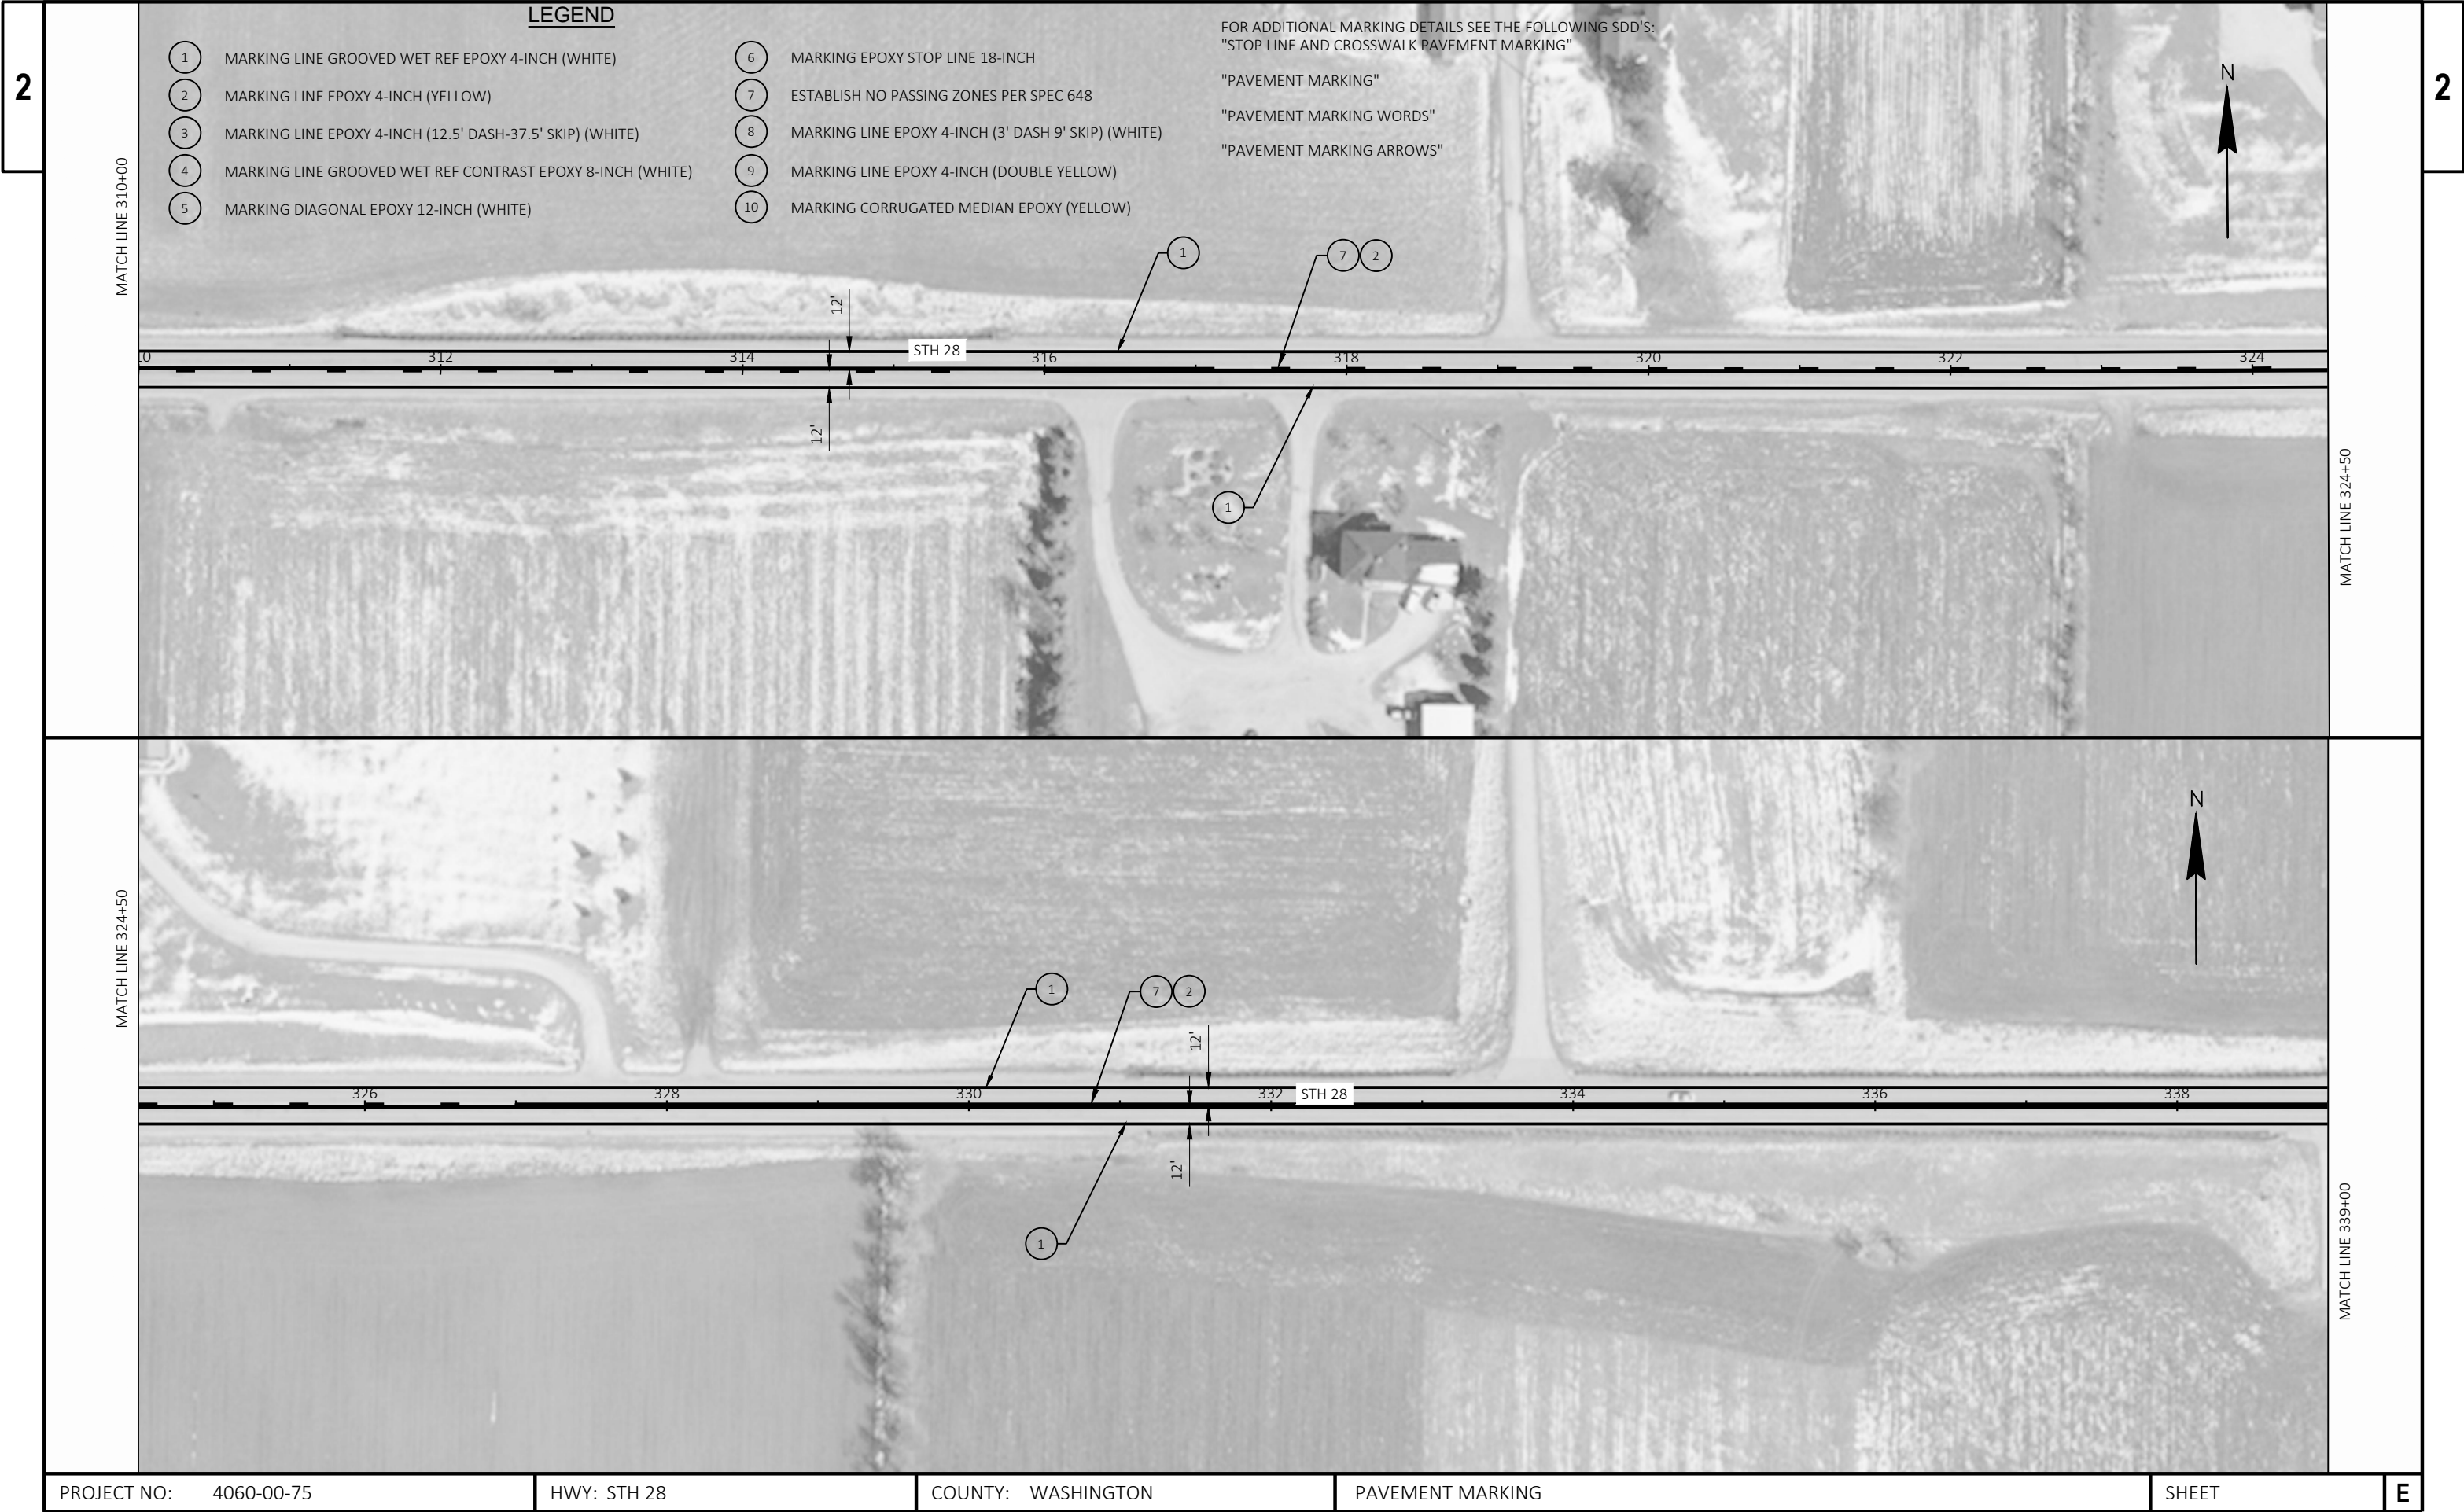 LEGEND
1 MARKING LINE GROOVED WET REF EPOXY 4-INCH (WHITE)
2 MARKING LINE EPOXY 4-INCH (YELLOW)
3 MARKING LINE EPOXY 4-INCH (12.5' DASH-37.5' SKIP) (WHITE)
4 MARKING LINE GROOVED WET REF CONTRAST EPOXY 8-INCH (WHITE)
5 MARKING DIAGONAL EPOXY 12-INCH (WHITE)
6 MARKING EPOXY STOP LINE 18-INCH
7 ESTABLISH NO PASSING ZONES PER SPEC 648
8 MARKING LINE EPOXY 4-INCH (3' DASH 9' SKIP) (WHITE)
9 MARKING LINE EPOXY 4-INCH (DOUBLE YELLOW)
10 MARKING CORRUGATED MEDIAN EPOXY (YELLOW)
FOR ADDITIONAL MARKING DETAILS SEE THE FOLLOWING SDD'S:
"STOP LINE AND CROSSWALK PAVEMENT MARKING"
"PAVEMENT MARKING"
"PAVEMENT MARKING WORDS"
"PAVEMENT MARKING ARROWS"
2
2
N
MATCH LINE 310+00
1
7 2
12'
STH 28
10 312 314 316 318 320 322 324
12'
1
MATCH LINE 324+50
N
MATCH LINE 324+50
1
7 2
12'
326 328 330 332 STH 28 334 336 338
12'
1
MATCH LINE 339+00
PROJECT NO: 4060-00-75
HWY: STH 28
COUNTY: WASHINGTON
PAVEMENT MARKING
SHEET
E